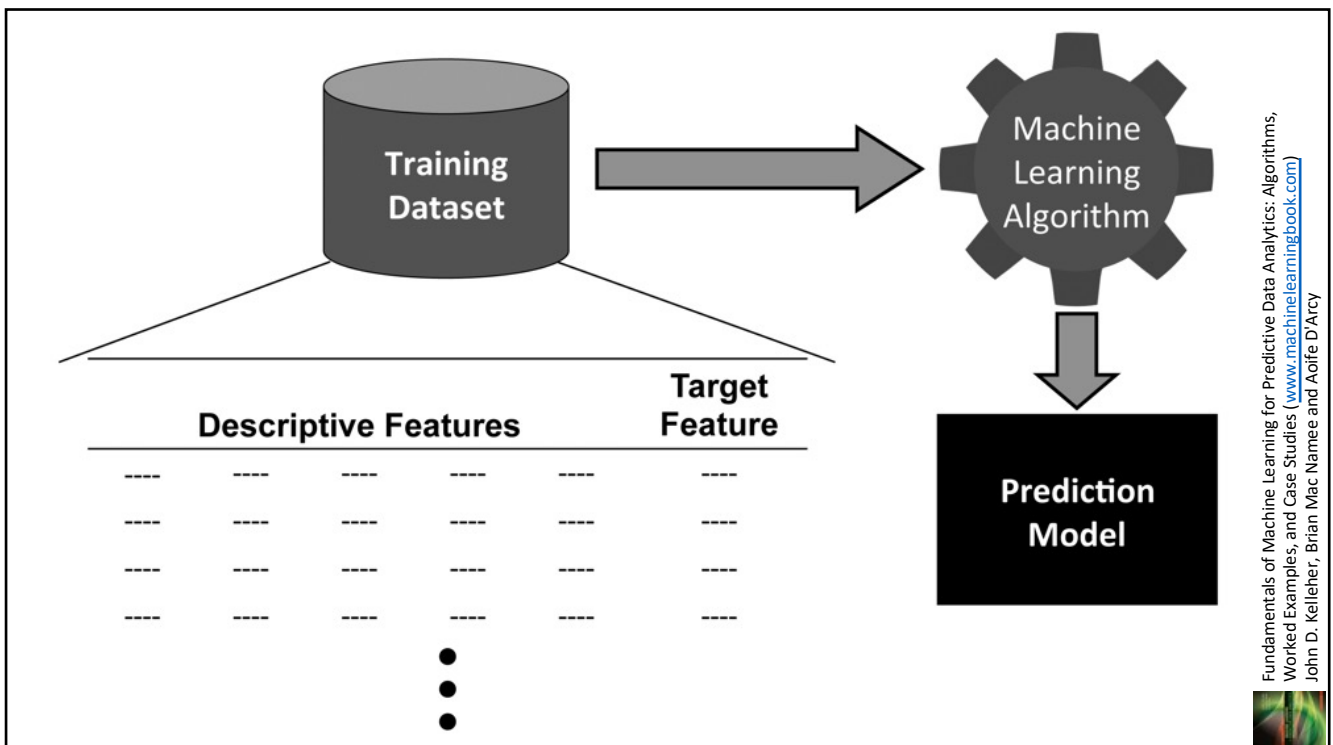 Training
Dataset
Machine
Learning
Algorithm
Descriptive Features
Target
Feature
---- ---- ---- ---- ---- ----
---- ---- ---- ---- ---- ----
---- ---- ---- ---- ---- ----
---- ---- ---- ---- ---- ----
Prediction
Model
Fundamentals of Machine Learning for Predictive Data Analytics: Algorithms,
Worked Examples, and Case Studies (www.machinelearningbook.com)
John D. Kelleher, Brian Mac Namee and Aoife D'Arcy